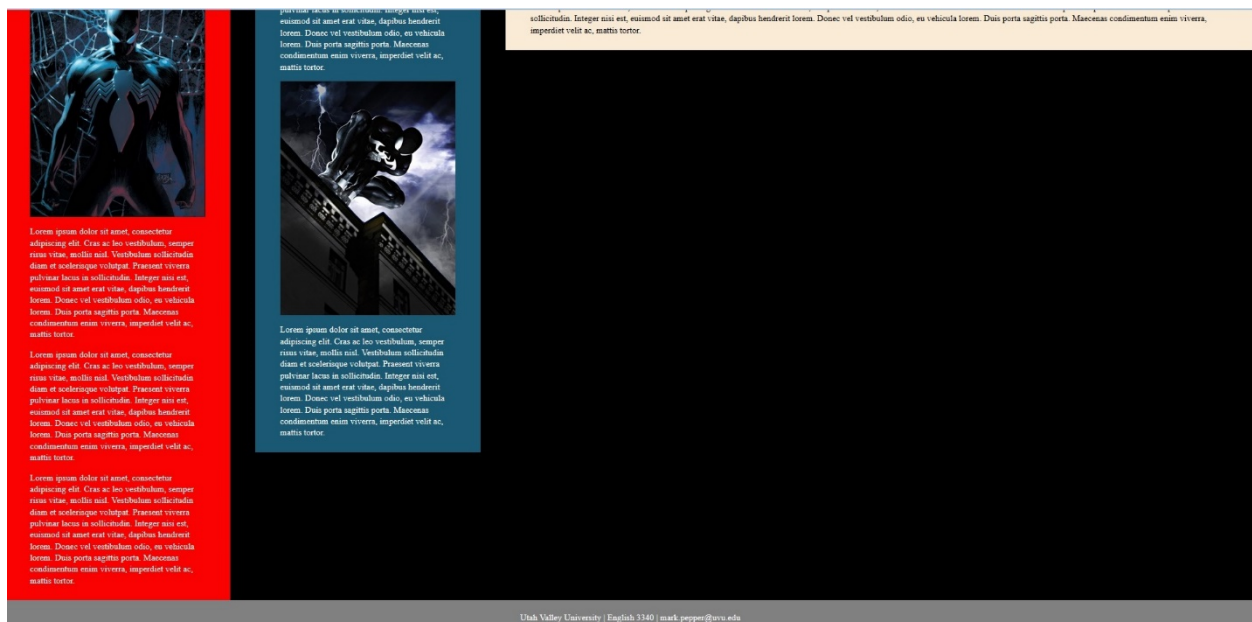 sollicitudin. Integer nisi est, euismod sit amet erat vitae, dapibus hendrerit lorem. Donec vel vestibulum odio, eu vehicula lorem. Duis porta sagittis porta. Maecenas condimentum enim viverra,
imperdiet velit ac, mattis tortor.
pulvinar lacus in sollicitudin. Integer nisi est,
euismod sit amet erat vitae, dapibus hendrerit
lorem. Donec vel vestibulum odio, eu vehicula
lorem. Duis porta sagittis porta. Maecenas
condimentum enim viverra, imperdiet velit ac,
mattis tortor.
Lorem ipsum dolor sit amet, consectetur
adipiscing elit. Cras ac leo vestibulum, semper
risus vitae, mollis nisl. Vestibulum sollicitudin
diam et scelerisque volutpat. Praesent viverra
pulvinar lacus in sollicitudin. Integer nisi est,
euismod sit amet erat vitae, dapibus hendrerit
lorem. Donec vel vestibulum odio, eu vehicula
lorem. Duis porta sagittis porta. Maecenas
condimentum enim viverra, imperdiet velit ac,
mattis tortor.
Lorem ipsum dolor sit amet, consectetur
adipiscing elit. Cras ac leo vestibulum, semper
risus vitae, mollis nisl. Vestibulum sollicitudin
diam et scelerisque volutpat. Praesent viverra
pulvinar lacus in sollicitudin. Integer nisi est,
euismod sit amet erat vitae, dapibus hendrerit
lorem. Donec vel vestibulum odio, eu vehicula
lorem. Duis porta sagittis porta. Maecenas
condimentum enim viverra, imperdiet velit ac,
mattis tortor.
Lorem ipsum dolor sit amet, consectetur
adipiscing elit. Cras ac leo vestibulum, semper
risus vitae, mollis nisl. Vestibulum sollicitudin
diam et scelerisque volutpat. Praesent viverra
pulvinar lacus in sollicitudin. Integer nisi est,
euismod sit amet erat vitae, dapibus hendrerit
lorem. Donec vel vestibulum odio, eu vehicula
lorem. Duis porta sagittis porta. Maecenas
condimentum enim viverra, imperdiet velit ac,
mattis tortor.
Lorem ipsum dolor sit amet, consectetur
adipiscing elit. Cras ac leo vestibulum, semper
risus vitae, mollis nisl. Vestibulum sollicitudin
diam et scelerisque volutpat. Praesent viverra
pulvinar lacus in sollicitudin. Integer nisi est,
euismod sit amet erat vitae, dapibus hendrerit
lorem. Donec vel vestibulum odio, eu vehicula
lorem. Duis porta sagittis porta. Maecenas
condimentum enim viverra, imperdiet velit ac,
mattis tortor.
Utah Valley University | English 3340 | mark.pepper@uvu.edu